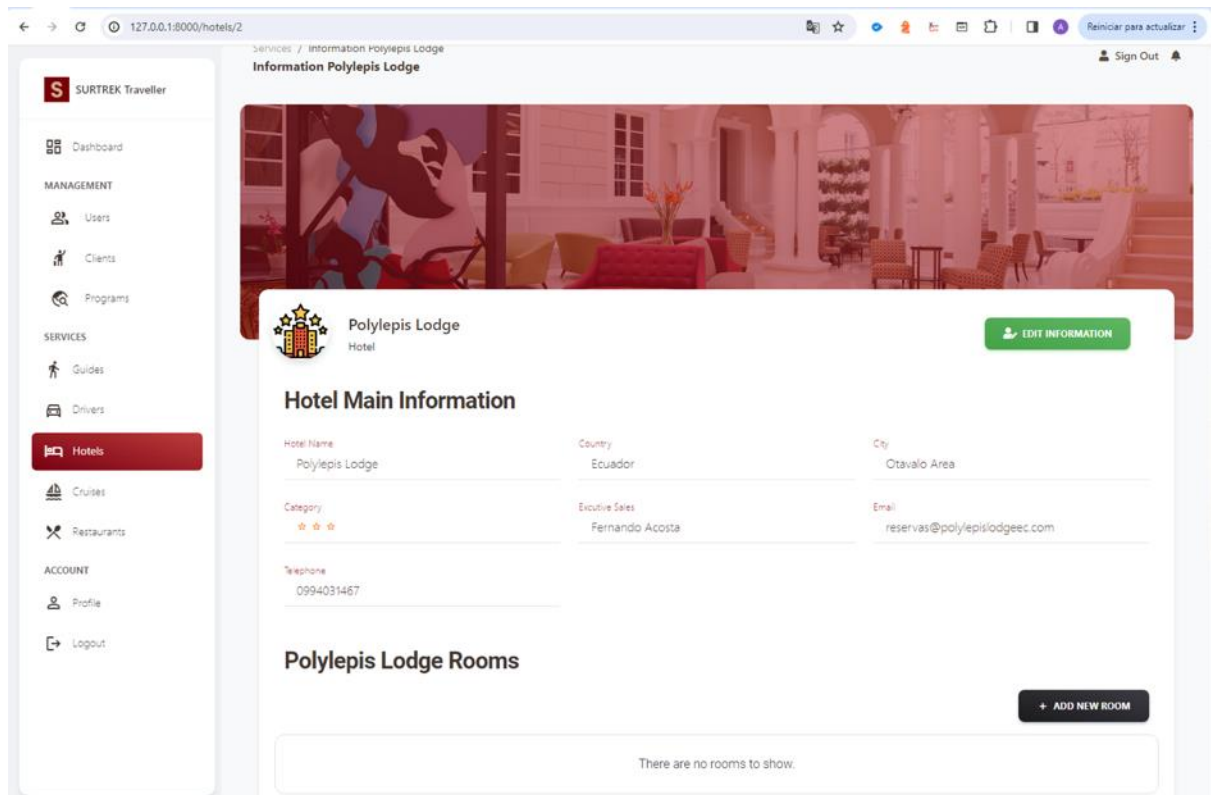 127.0.0.1:8000/hotels/2
Reiniciar para actualizar
Services / Information Polylepis Lodge
Information Polylepis Lodge
Sign Out
S SURTREK Traveller
Dashboard
MANAGEMENT
Users
Clients
Programs
SERVICES
Guides
Drivers
Hotels
Cruises
Restaurants
ACCOUNT
Profile
Logout
Polylepis Lodge
Hotel
EDIT INFORMATION
Hotel Main Information
Hotel Name Country City
Polylepis Lodge Ecuador Otavalo Area
Category Excutive Sales Email
Fernando Acosta reservas@polylepislodgeec.com
Telephone
0994031467
Polylepis Lodge Rooms
+ ADD NEW ROOM
There are no rooms to show.